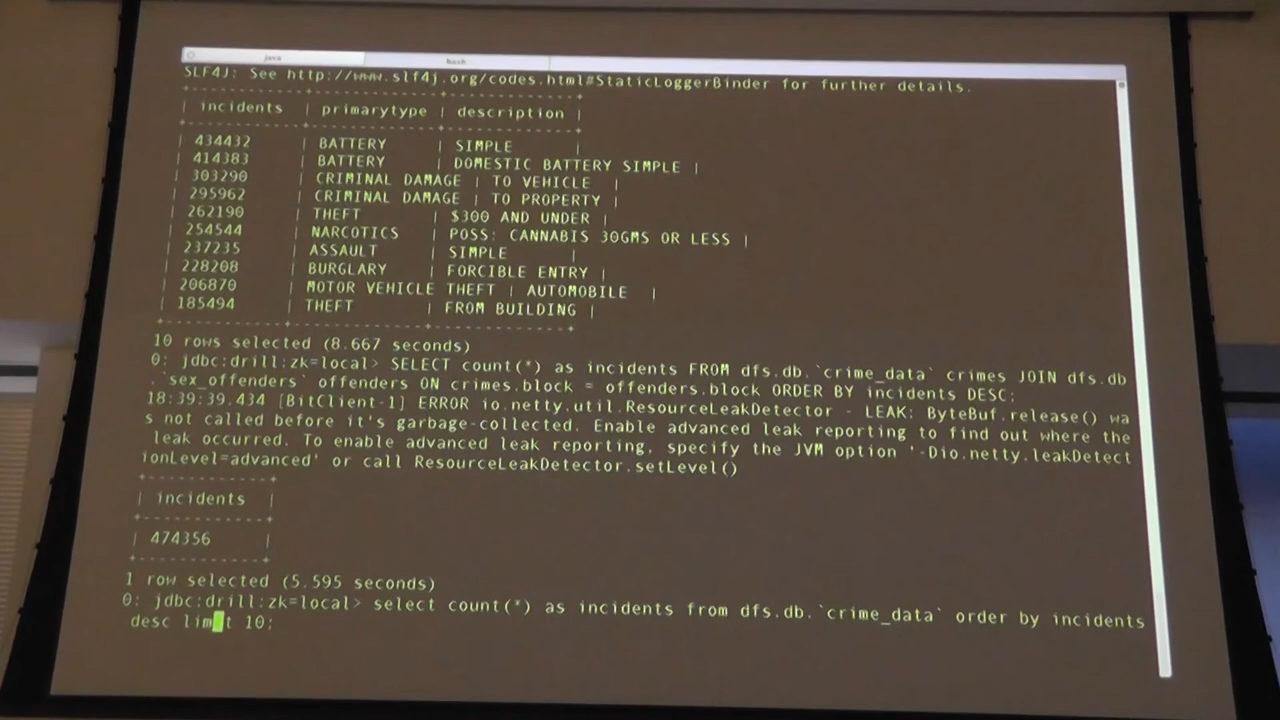 java bash
SLF4J: See http://www.slf4j.org/codes.html#StaticLoggerBinder for further details.
| incidents | primarytype | description |
| 434432 | BATTERY | SIMPLE |
| 414383 | BATTERY | DOMESTIC BATTERY SIMPLE |
| 303290 | CRIMINAL DAMAGE | TO VEHICLE |
| 295962 | CRIMINAL DAMAGE | TO PROPERTY |
| 262190 | THEFT | $300 AND UNDER |
| 254544 | NARCOTICS | POSS: CANNABIS 30GMS OR LESS |
| 237235 | ASSAULT | SIMPLE |
| 228208 | BURGLARY | FORCIBLE ENTRY |
| 206870 | MOTOR VEHICLE THEFT | AUTOMOBILE |
| 185494 | THEFT | FROM BUILDING |
10 rows selected (8.667 seconds)
0: jdbc:drill:zk=local> SELECT count(*) as incidents FROM dfs.db.`crime_data` crimes JOIN dfs.db
.`sex_offenders` offenders ON crimes.block = offenders.block ORDER BY incidents DESC;
18:39:39.434 [BitClient-1] ERROR io.netty.util.ResourceLeakDetector - LEAK: ByteBuf.release() wa
s not called before it's garbage-collected. Enable advanced leak reporting to find out where the
leak occurred. To enable advanced leak reporting, specify the JVM option '-Dio.netty.leakDetect
ionLevel=advanced' or call ResourceLeakDetector.setLevel()
| incidents |
| 474356 |
1 row selected (5.595 seconds)
0: jdbc:drill:zk=local> select count(*) as incidents from dfs.db.`crime_data` order by incidents
desc limit 10;